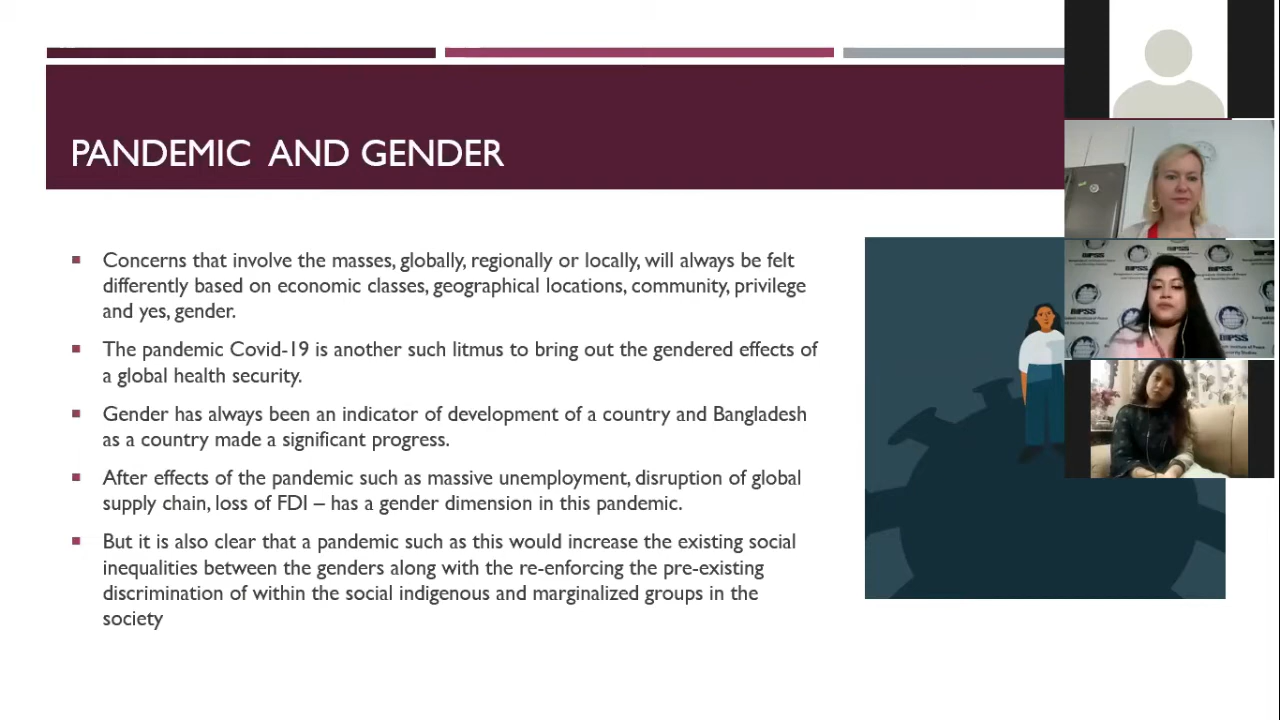 PANDEMIC AND GENDER
Concerns that involve the masses, globally, regionally or locally, will always be felt
differently based on economic classes, geographical locations, community, privilege
and yes, gender.
The pandemic Covid-19 is another such litmus to bring out the gendered effects of
a global health security.
Gender has always been an indicator of development of a country and Bangladesh
as a country made a significant progress.
After effects of the pandemic such as massive unemployment, disruption of global
supply chain, loss of FDI – has a gender dimension in this pandemic.
But it is also clear that a pandemic such as this would increase the existing social
inequalities between the genders along with the re-enforcing the pre-existing
discrimination of within the social indigenous and marginalized groups in the
society
BIPSS